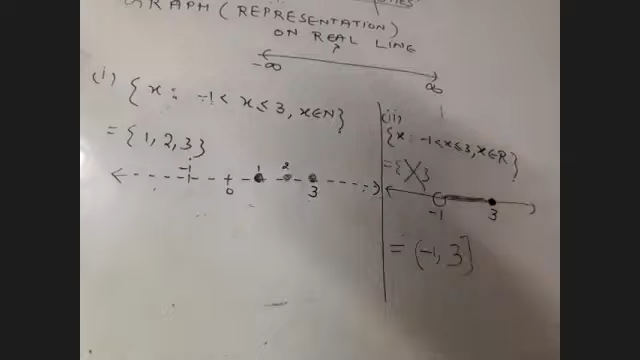 GRAPH (REPRESENTATION)
ON REAL LINE
-∞ ∞
(i) {x : -1 < x ≤ 3, x∈N}
= {1, 2, 3}
-1 0 1 2 3
(ii)
{x : -1 < x ≤ 3, x∈R}
-1 3
= (-1, 3]